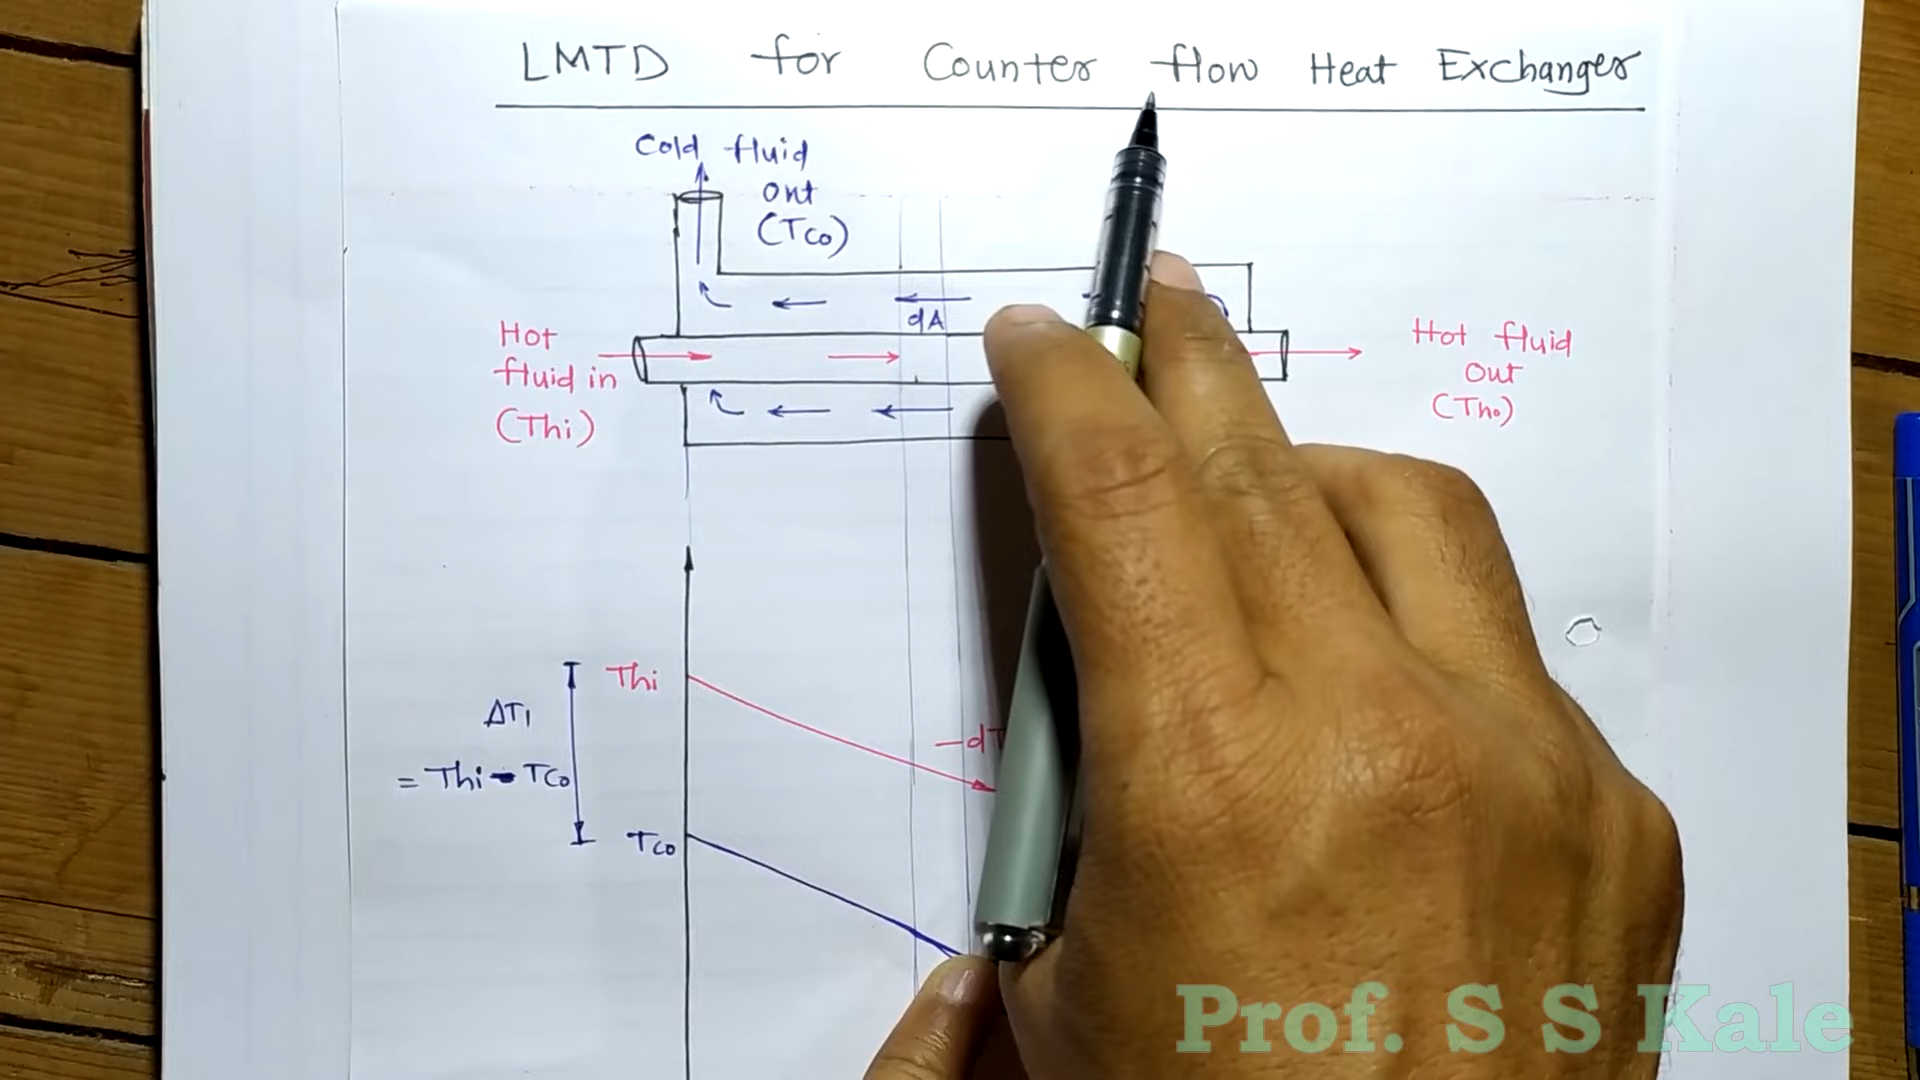 LMTD for Counter flow Heat Exchanger
Cold fluid
out
(Tco)
dA
Hot
fluid in
(Thi)
Hot fluid
Out
(Tho)
Thi
ΔT1
= Thi - Tco
-dT
Tco
Prof. S S Kale